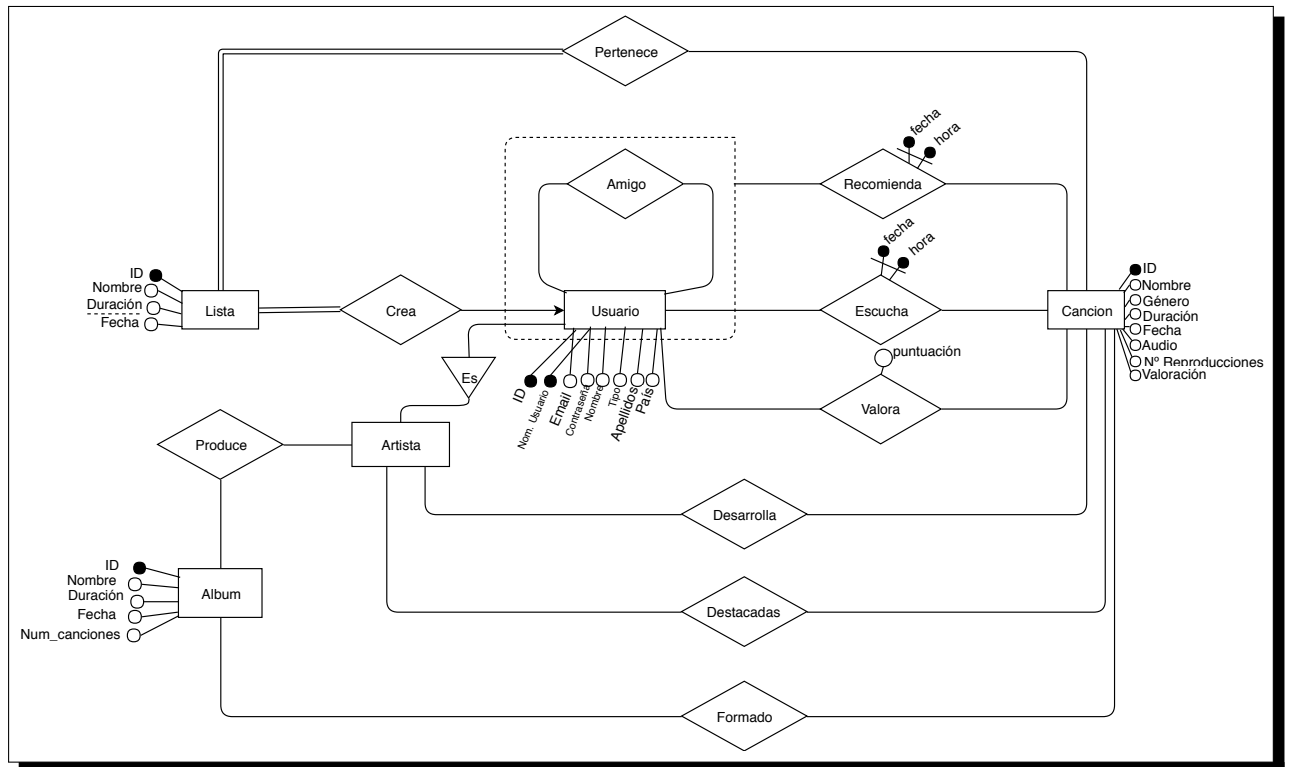 Pertenece
fecha
hora
Amigo
Recomienda
fecha
hora
ID
Nombre
Duración
Fecha
Lista
Crea
Usuario
Escucha
Cancion
ID
Nombre
Género
Duración
Fecha
Audio
Nº Reproducciones
Valoración
puntuación
Valora
Es
ID
Nom. Usuario
Email
Contraseña
Nombre
Tipo
Apellidos
País
Produce
Artista
Desarrolla
ID
Nombre
Duración
Fecha
Num_canciones
Album
Destacadas
Formado